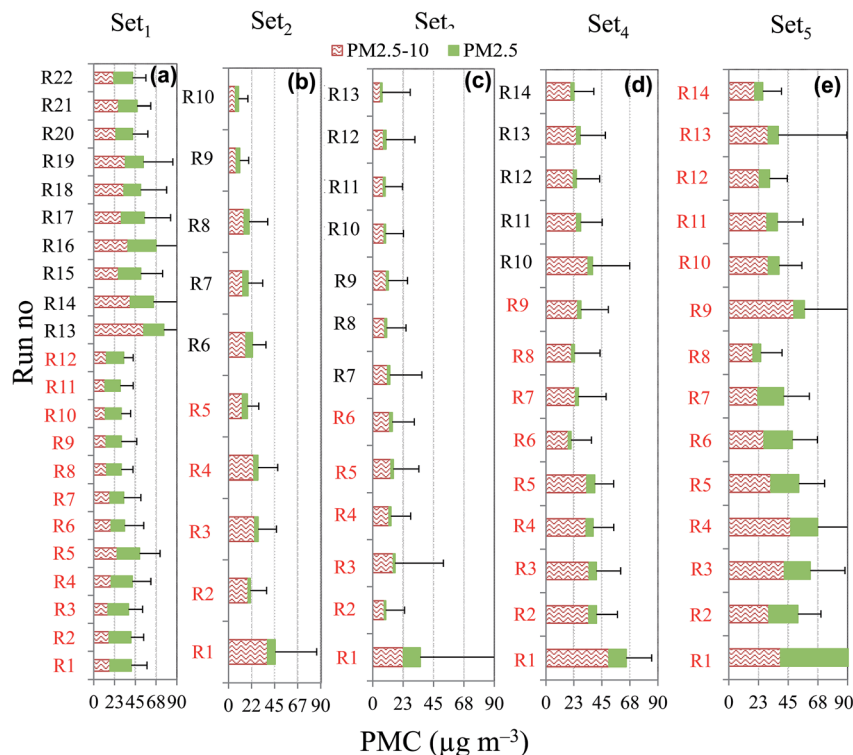 Set1 Set2 Set3 Set4 Set5
PM2.5-10 PM2.5
(a) (b) (c) (d) (e)
Run no
R22
R21
R20
R19
R18
R17
R16
R15
R14
R13
R12
R11
R10
R9
R8
R7
R6
R5
R4
R3
R2
R1
0 23 45 68 90
R10
R9
R8
R7
R6
R5
R4
R3
R2
R1
0 22 45 67 90
R13
R12
R11
R10
R9
R8
R7
R6
R5
R4
R3
R2
R1
0 23 45 68 90
R14
R13
R12
R11
R10
R9
R8
R7
R6
R5
R4
R3
R2
R1
0 23 45 68 90
R14
R13
R12
R11
R10
R9
R8
R7
R6
R5
R4
R3
R2
R1
0 23 45 68 90
PMC (µg m–3)